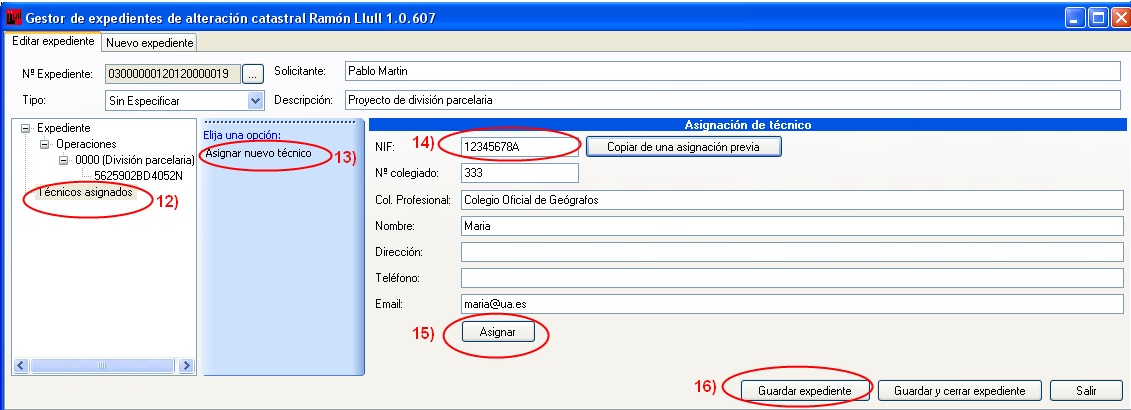 Gestor de expedientes de alteración catastral Ramón Llull 1.0.607
Editar expediente Nuevo expediente
Nº Expediente: 03000000120120000019 ... Solicitante: Pablo Martin
Tipo: Sin Especificar Descripción: Proyecto de división parcelaria
Expediente
Operaciones
0000 (División parcelaria)
5625902BD4052N
Técnicos asignados
12)
Elija una opción:
Asignar nuevo técnico
13)
Asignación de técnico
14)
NIF: 12345678A Copiar de una asignación previa
Nº colegiado: 333
Col. Profesional: Colegio Oficial de Geógrafos
Nombre: Maria
Dirección:
Teléfono:
Email: maria@ua.es
15) Asignar
16) Guardar expediente Guardar y cerrar expediente Salir